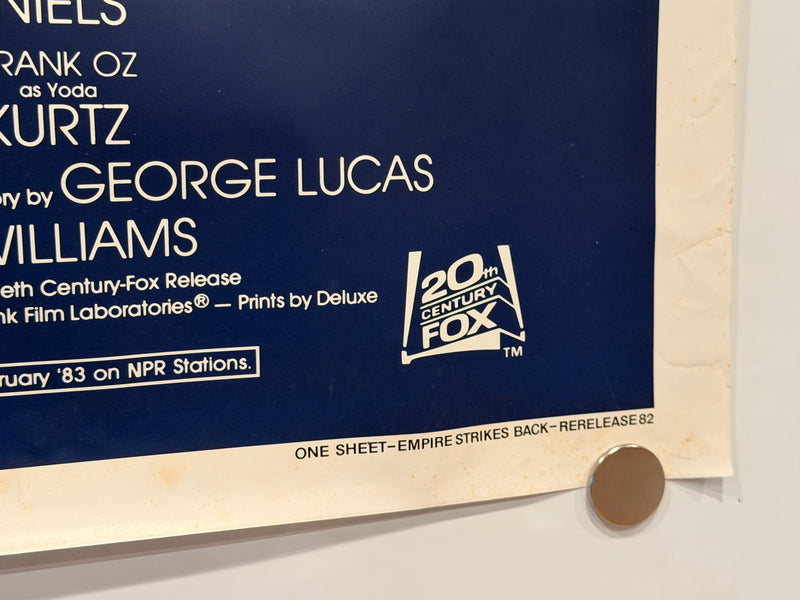 NIELS
RANK OZ
as Yoda
KURTZ
ory by GEORGE LUCAS
WILLIAMS
eth Century-Fox Release
nk Film Laboratories® — Prints by Deluxe
20th
CENTURY
FOX
TM
ruary '83 on NPR Stations.
ONE SHEET–EMPIRE STRIKES BACK–RERELEASE 82